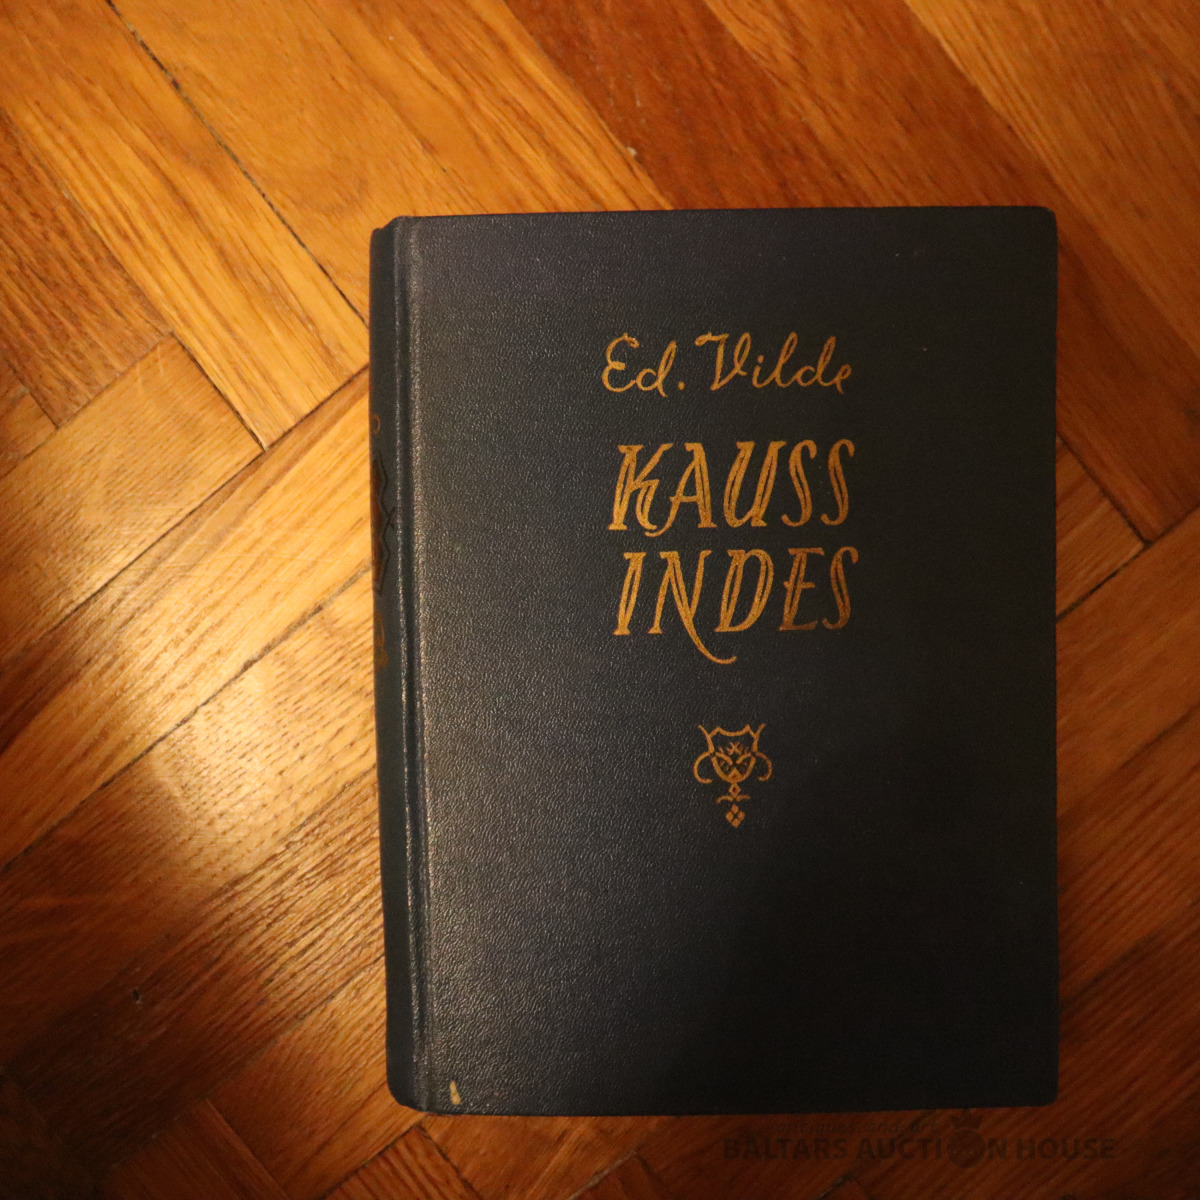 Ed. Vilde
KAUSS
INDES
BALTARS AUCTION HOUSE